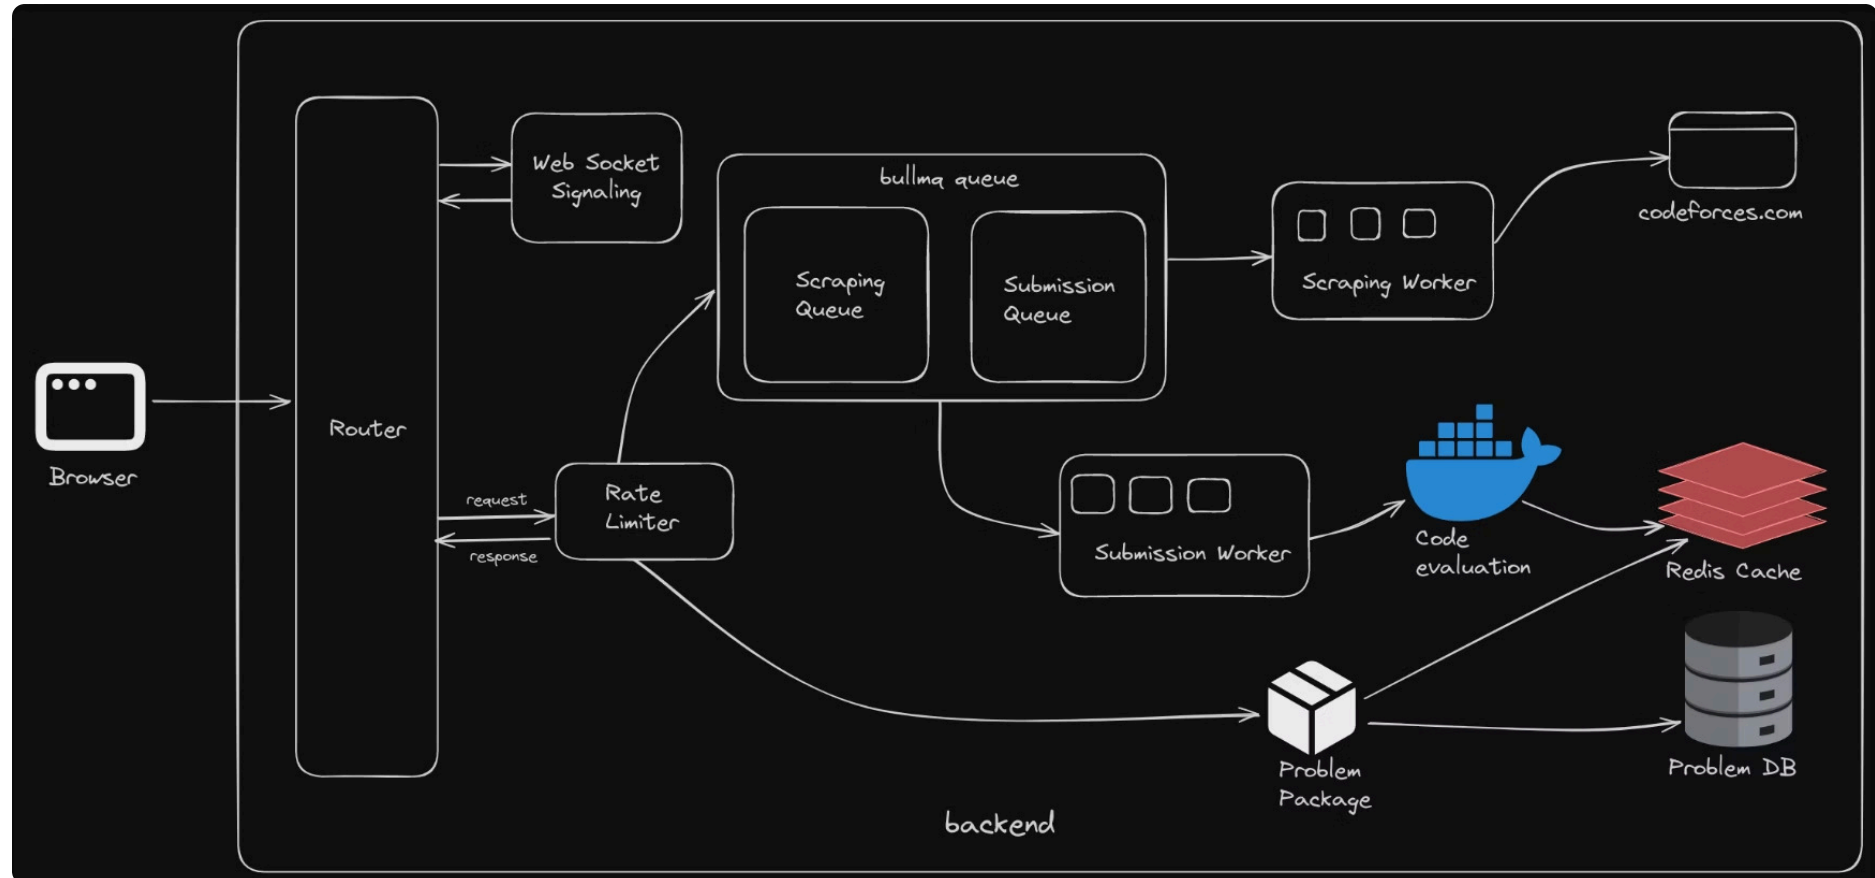 Web Socket
Signaling
bullmq queue
Scraping
Queue
Submission
Queue
Scraping Worker
codeforces.com
Router
Browser
request
response
Rate
Limiter
Submission Worker
Code
evaluation
Redis Cache
Problem
Package
Problem DB
backend